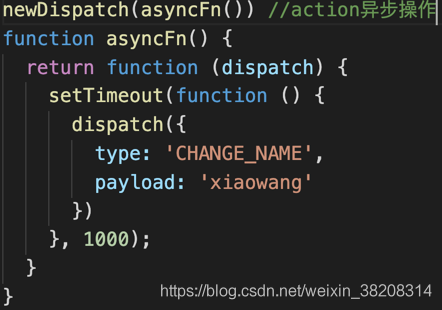 newDispatch(asyncFn()) //action异步操作
function asyncFn() {
  return function (dispatch) {
    setTimeout(function () {
      dispatch({
        type: 'CHANGE_NAME',
        payload: 'xiaowang'
      })
    }, 1000);
  }
}
https://blog.csdn.net/weixin_38208314